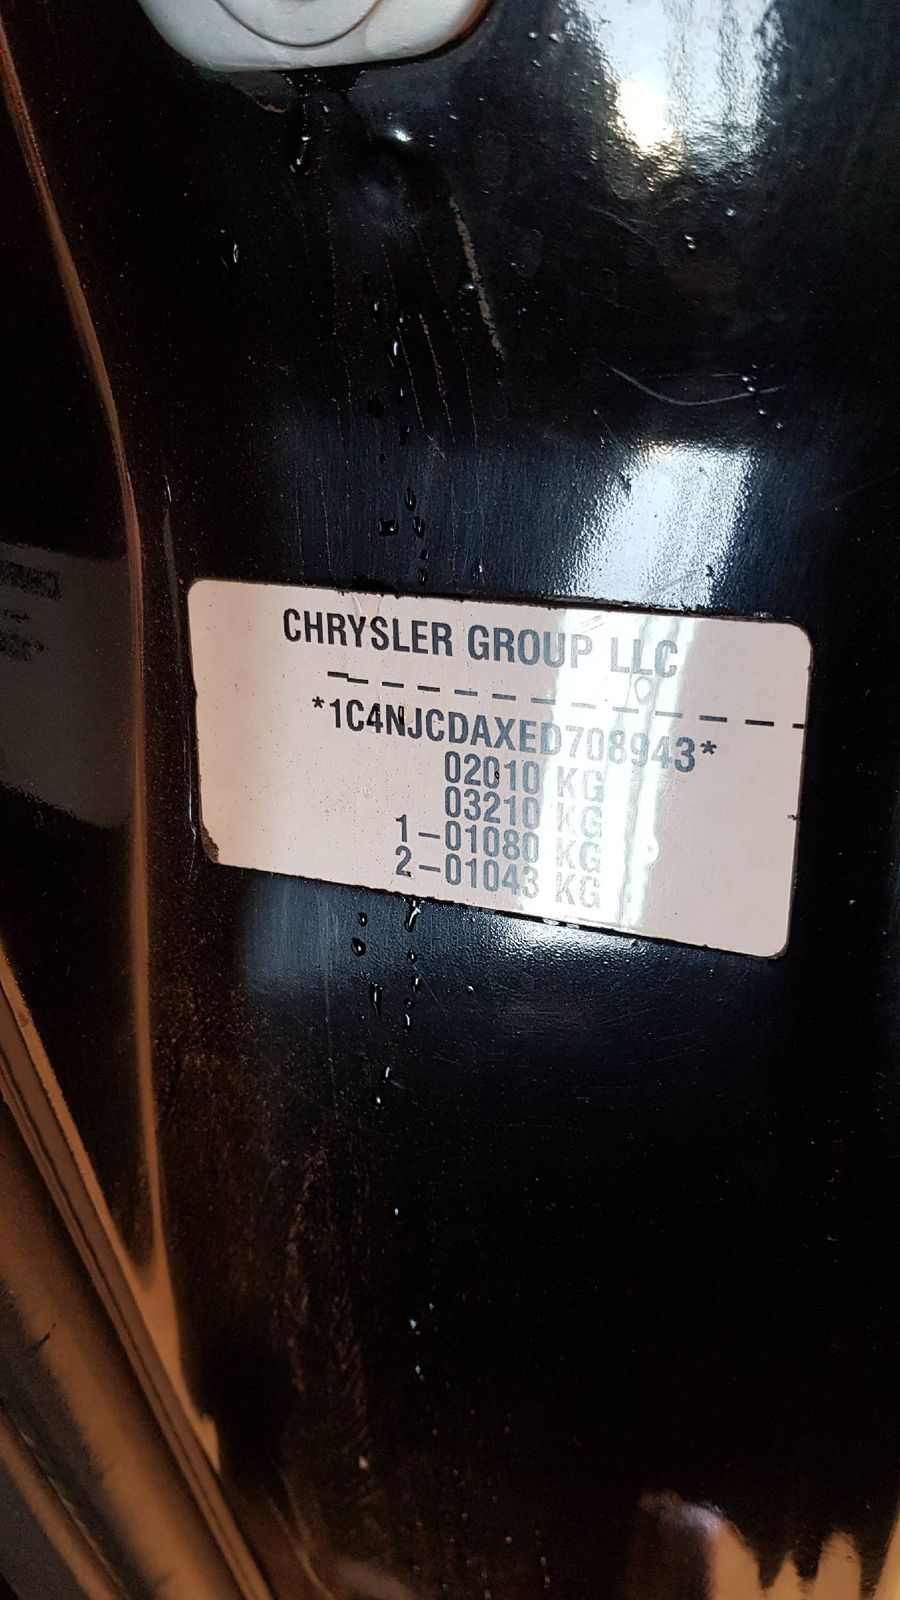 CHRYSLER GROUP LLC
*1C4NJCDAXED708943*
02010 KG
03210 KG
1-01080 KG
2-01043 KG